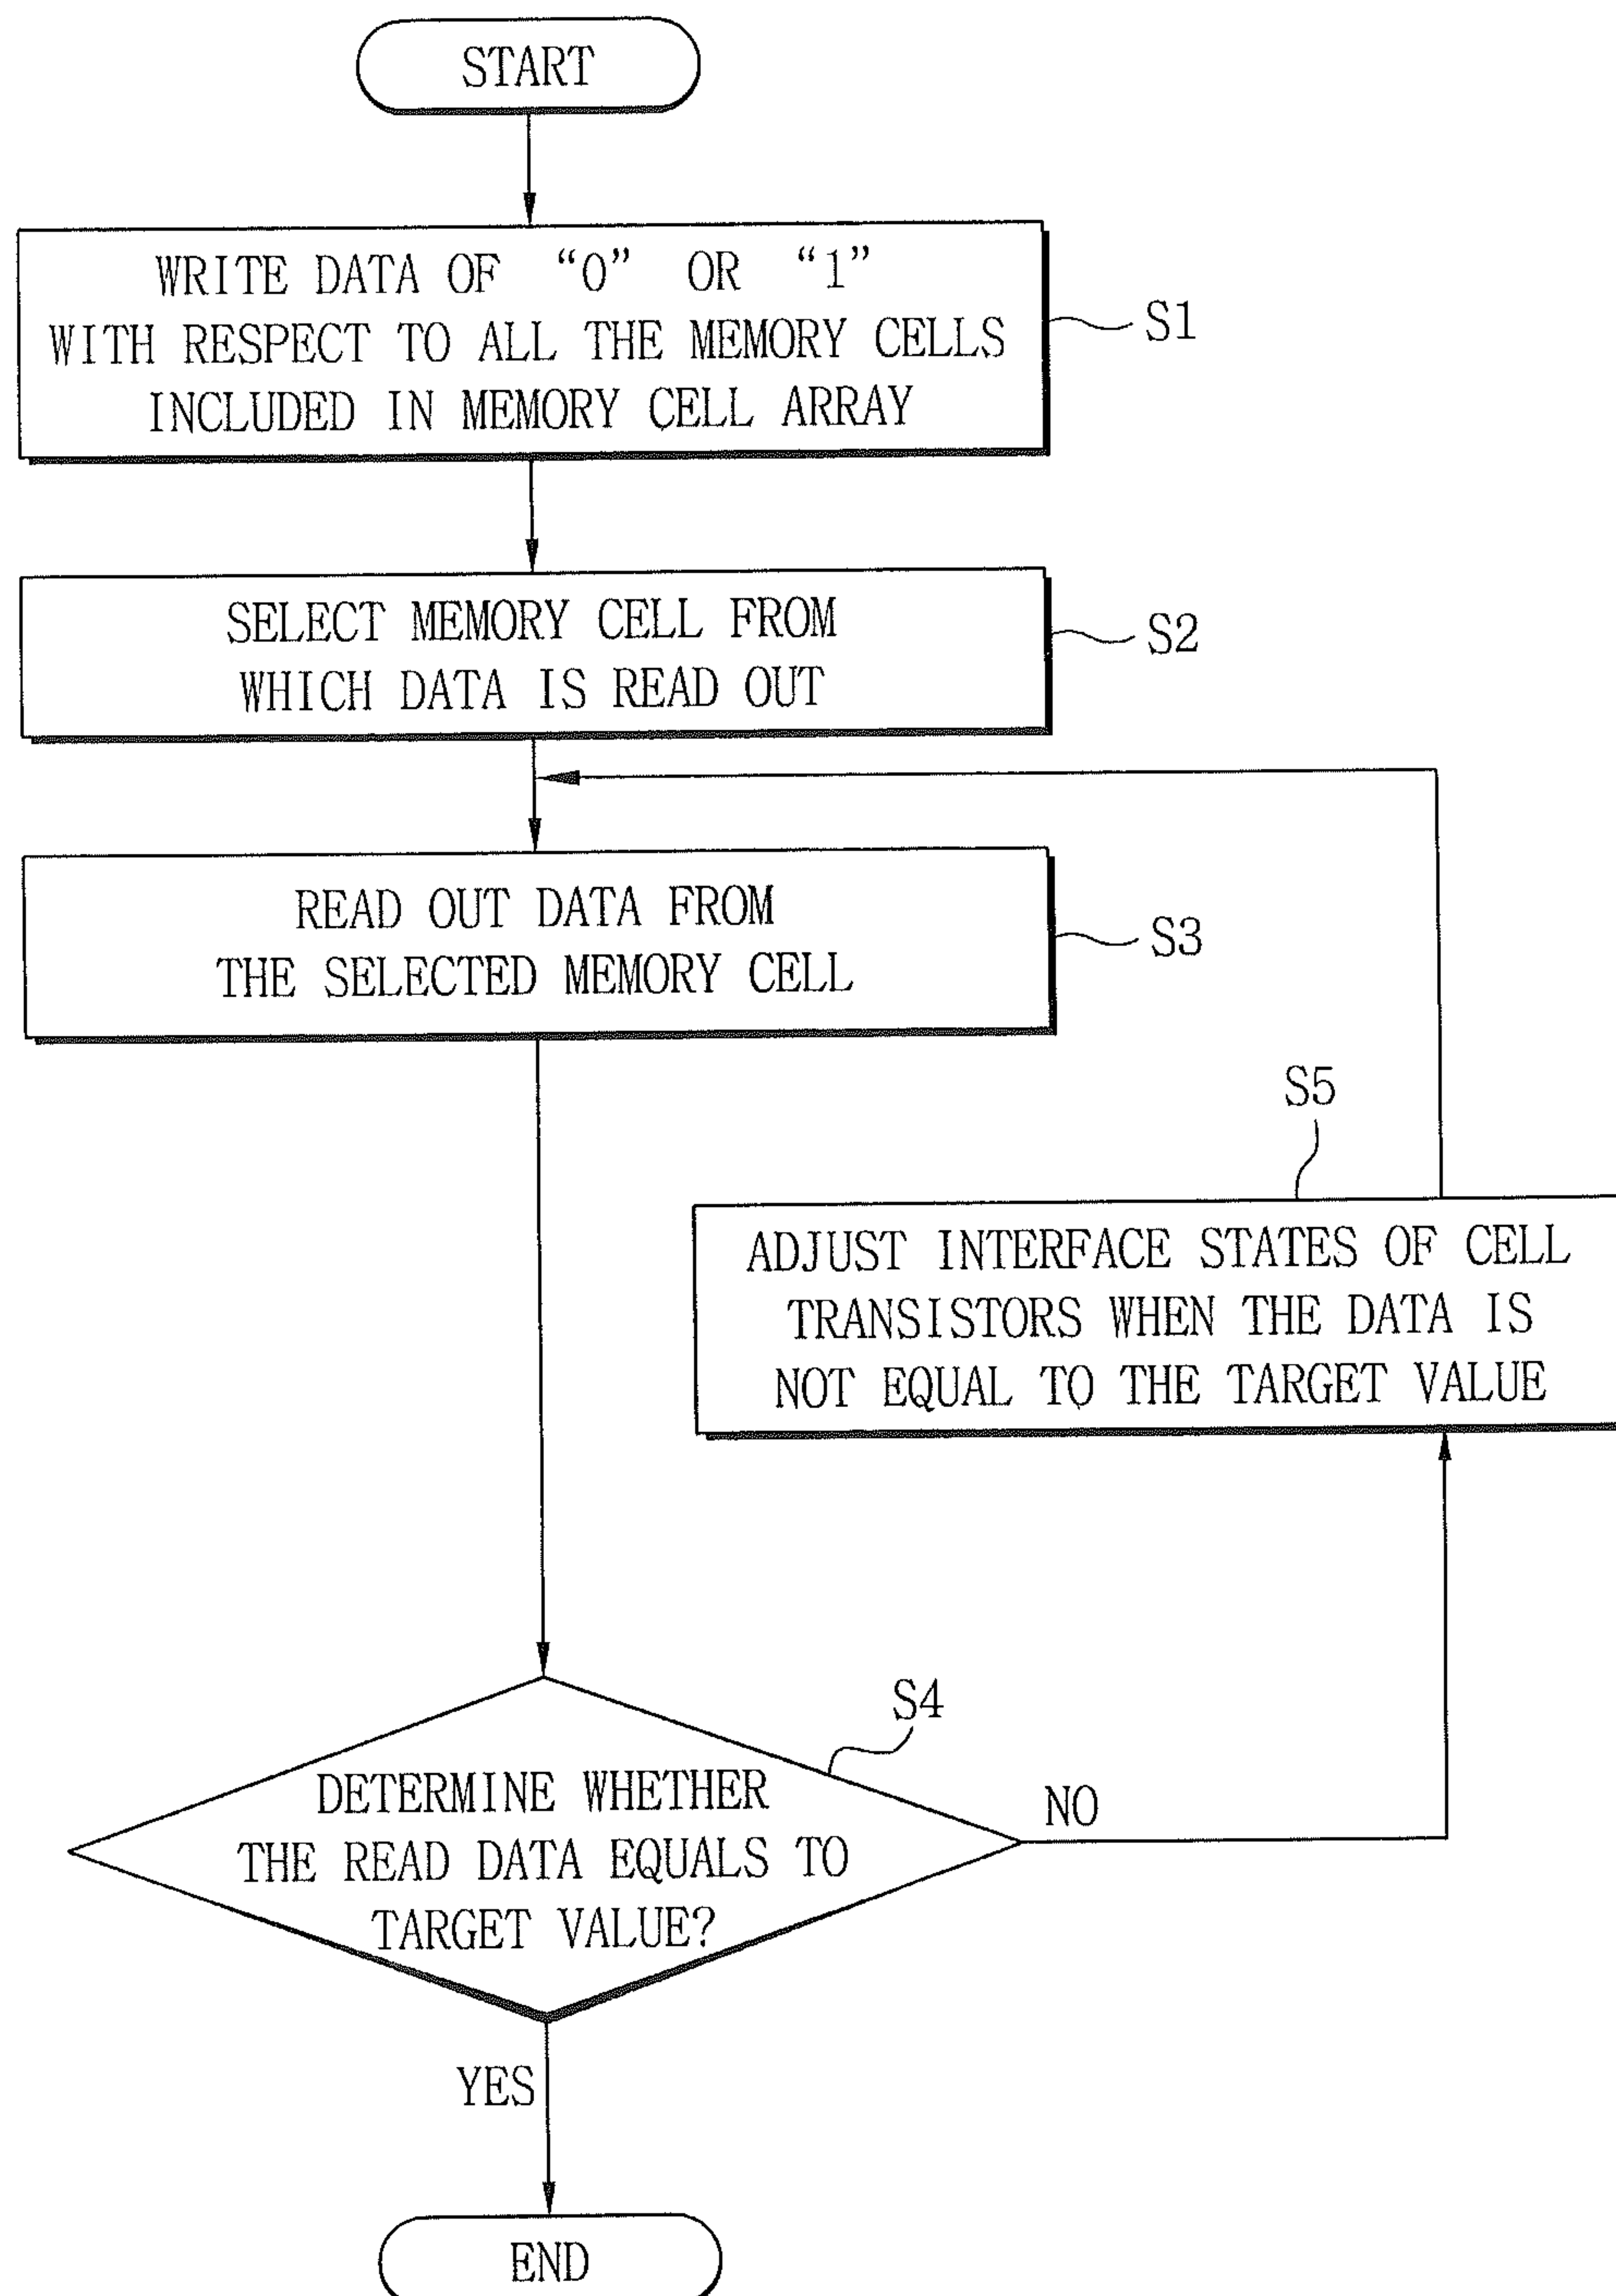 START
WRITE DATA OF “0” OR “1”
WITH RESPECT TO ALL THE MEMORY CELLS
INCLUDED IN MEMORY CELL ARRAY
S1
SELECT MEMORY CELL FROM
WHICH DATA IS READ OUT
S2
READ OUT DATA FROM
THE SELECTED MEMORY CELL
S3
S5
ADJUST INTERFACE STATES OF CELL
TRANSISTORS WHEN THE DATA IS
NOT EQUAL TO THE TARGET VALUE
S4
DETERMINE WHETHER
THE READ DATA EQUALS TO
TARGET VALUE?
NO
YES
END